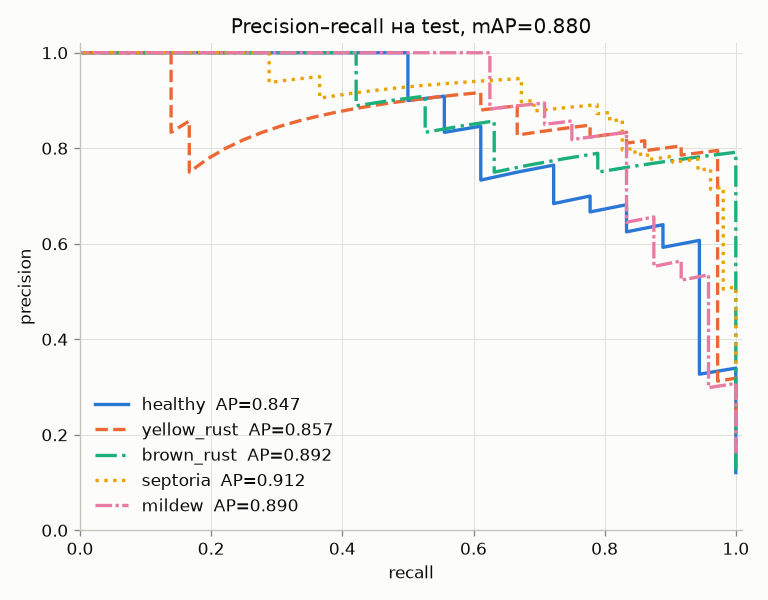 Precision–recall на test, mAP=0.880
1.0
0.8
0.6
0.4
0.2
0.0
precision
healthy AP=0.847
yellow_rust AP=0.857
brown_rust AP=0.892
septoria AP=0.912
mildew AP=0.890
0.0 0.2 0.4 0.6 0.8 1.0
recall